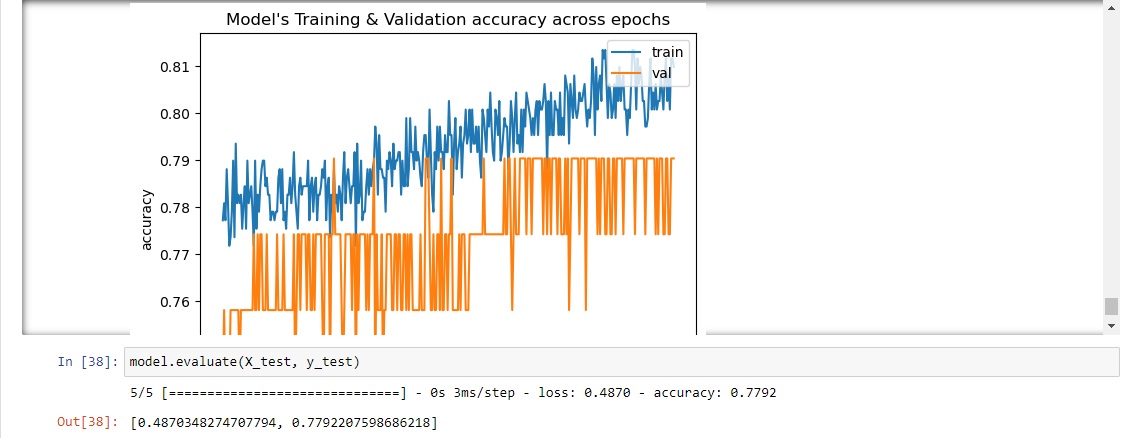 Model's Training & Validation accuracy across epochs
train
val
0.81
0.80
0.79
0.78
0.77
0.76
accuracy
In [38]: model.evaluate(X_test, y_test)
5/5 [==============================] - 0s 3ms/step - loss: 0.4870 - accuracy: 0.7792
Out[38]: [0.4870348274707794, 0.7792207598686218]